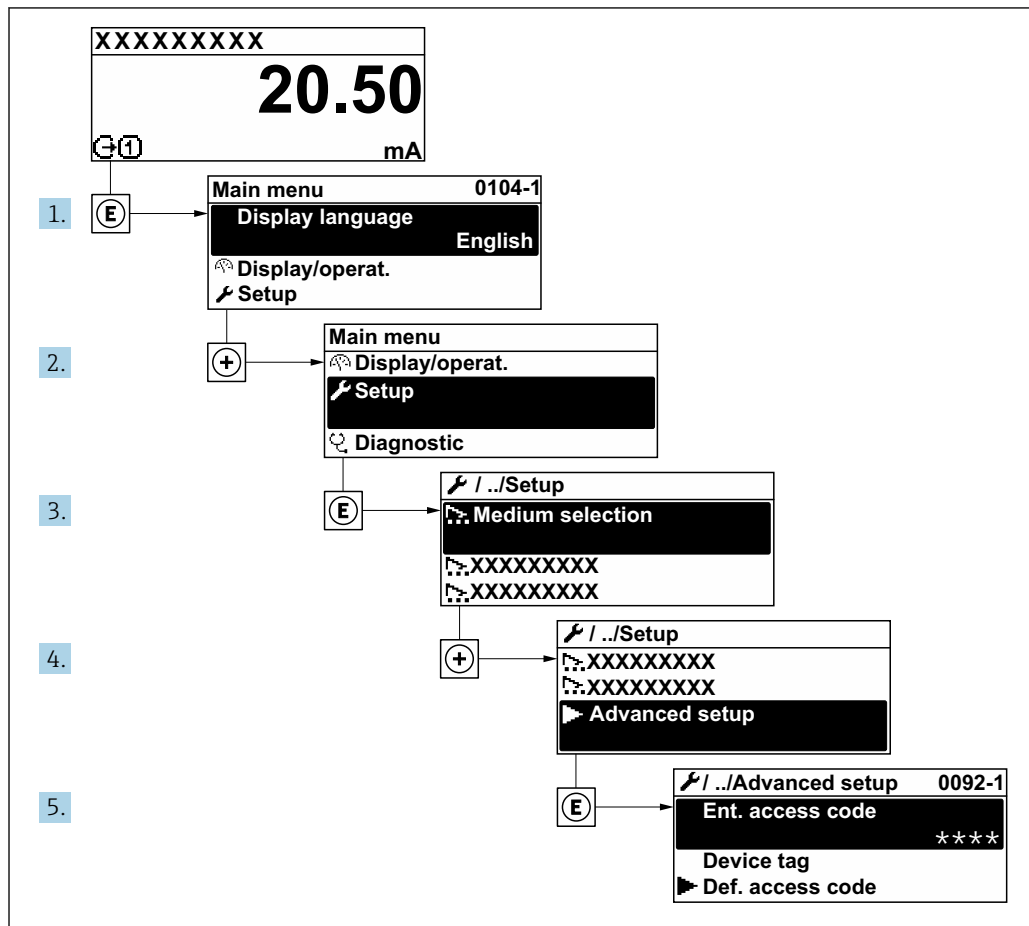 XXXXXXXXX
20.50
1 mA
1. E
Main menu 0104-1
Display language
English
Display/operat.
Setup
2. +
Main menu
Display/operat.
Setup
Diagnostic
3. E
/ ../Setup
Medium selection
XXXXXXXXX
XXXXXXXXX
4. +
/ ../Setup
XXXXXXXXX
XXXXXXXXX
Advanced setup
5. E
/ ../Advanced setup 0092-1
Ent. access code
****
Device tag
Def. access code